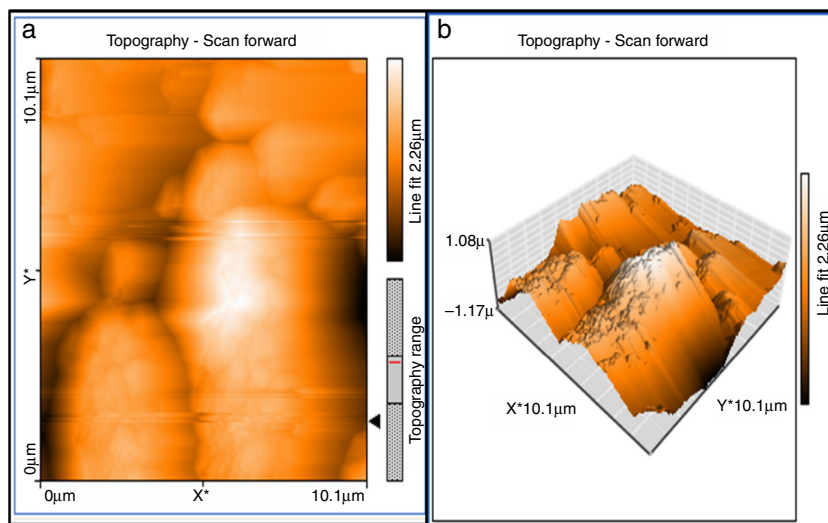 a
Topography - Scan forward
10.1µm
Y*
0µm
0µm
X*
10.1µm
Line fit 2.26µm
Topography range
b
Topography - Scan forward
1.08µ
−1.17µ
X*10.1µm
Y*10.1µm
Line fit 2.26µm